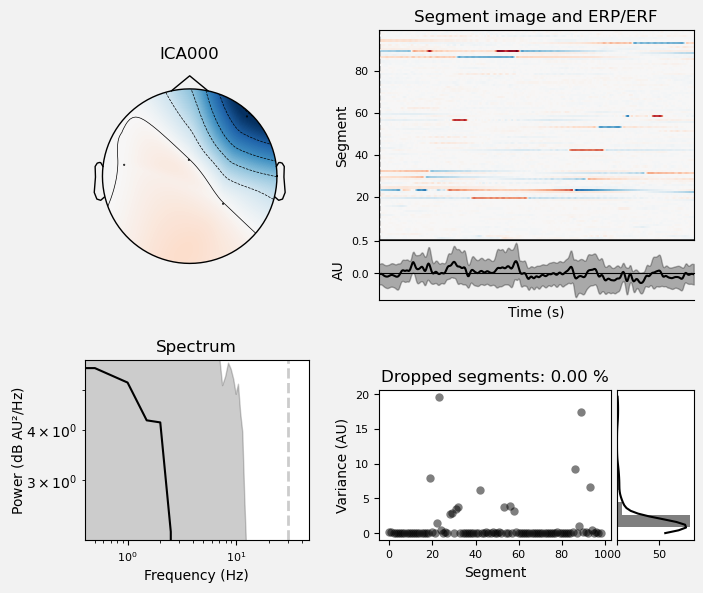 ICA000
Segment image and ERP/ERF
Segment
80
60
40
20
0.5
0.0
AU
Time (s)
Spectrum
Power (dB AU²/Hz)
4 × 10⁰
3 × 10⁰
10⁰
10¹
Frequency (Hz)
Dropped segments: 0.00 %
Variance (AU)
20
15
10
5
0
0
20
40
60
80
100
0
50
Segment